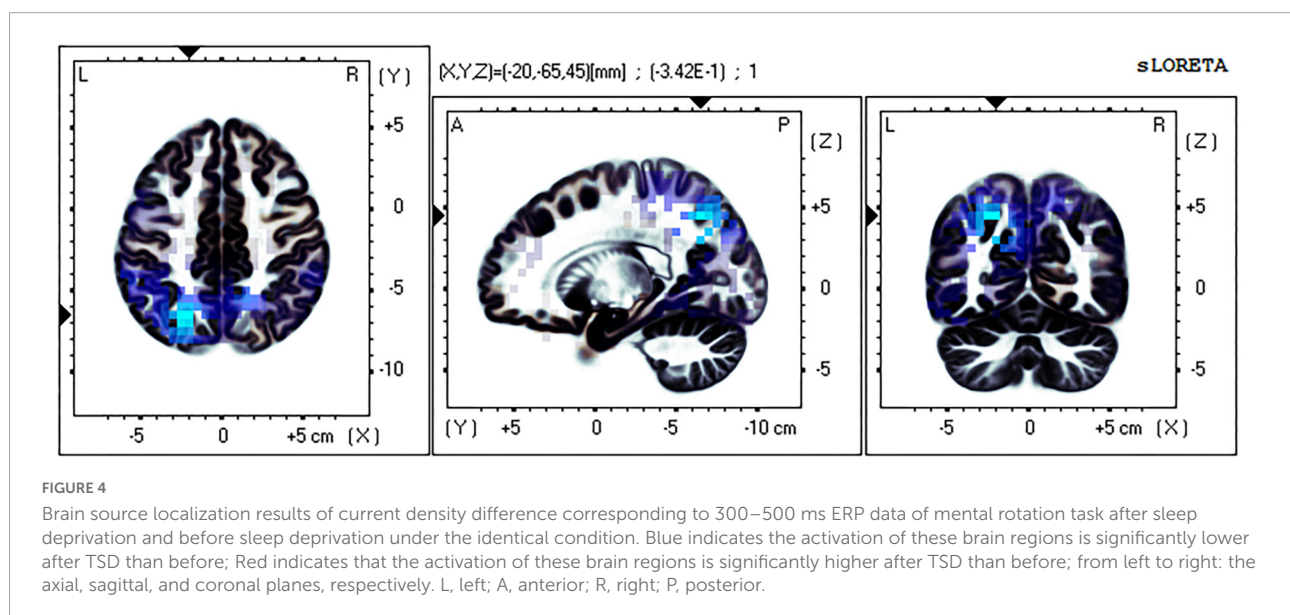 (X,Y,Z)=(-20,-65,45)[mm] ; (-3.42E-1) ; 1
sLORETA
L R (Y)
+5
0
-5
-10
-5 0 +5 cm (X)
A P (Z)
+5
0
-5
(Y) +5 0 -5 -10 cm
L R (Z)
+5
0
-5
-5 0 +5 cm (X)
FIGURE 4
Brain source localization results of current density difference corresponding to 300–500 ms ERP data of mental rotation task after sleep
deprivation and before sleep deprivation under the identical condition. Blue indicates the activation of these brain regions is significantly lower
after TSD than before; Red indicates that the activation of these brain regions is significantly higher after TSD than before; from left to right: the
axial, sagittal, and coronal planes, respectively. L, left; A, anterior; R, right; P, posterior.